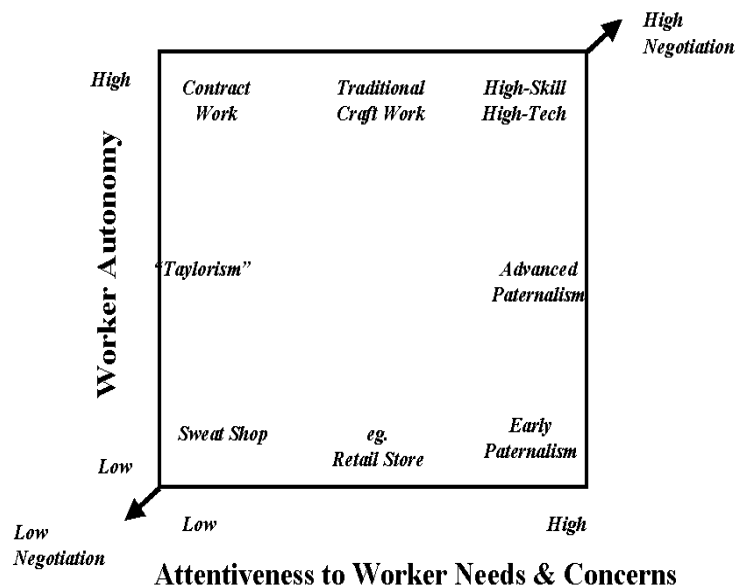 High
Negotiation
High
Contract
Work
Traditional
Craft Work
High-Skill
High-Tech
Worker Autonomy
“Taylorism”
Advanced
Paternalism
Sweat Shop
eg.
Retail Store
Early
Paternalism
Low
Low
Negotiation
Low
High
Attentiveness to Worker Needs & Concerns